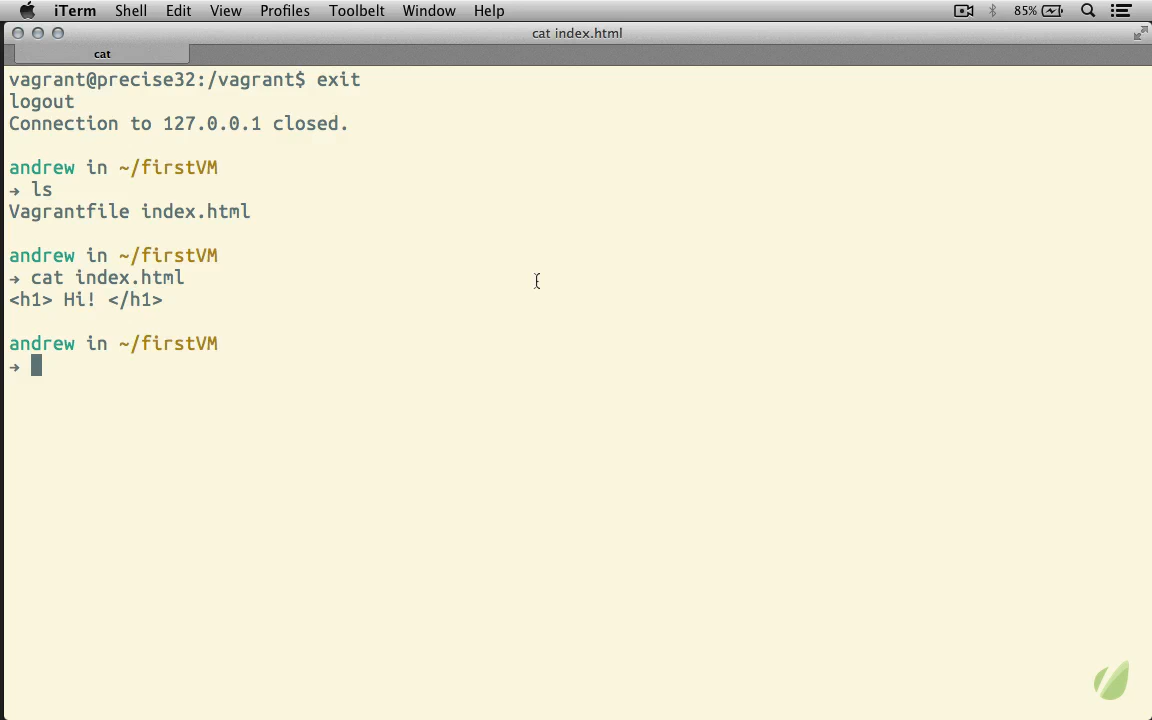 iTerm Shell Edit View Profiles Toolbelt Window Help 85%
cat index.html
cat
vagrant@precise32:/vagrant$ exit
logout
Connection to 127.0.0.1 closed.
andrew in ~/firstVM
→ ls
Vagrantfile index.html
andrew in ~/firstVM
→ cat index.html
<h1> Hi! </h1>
andrew in ~/firstVM
→